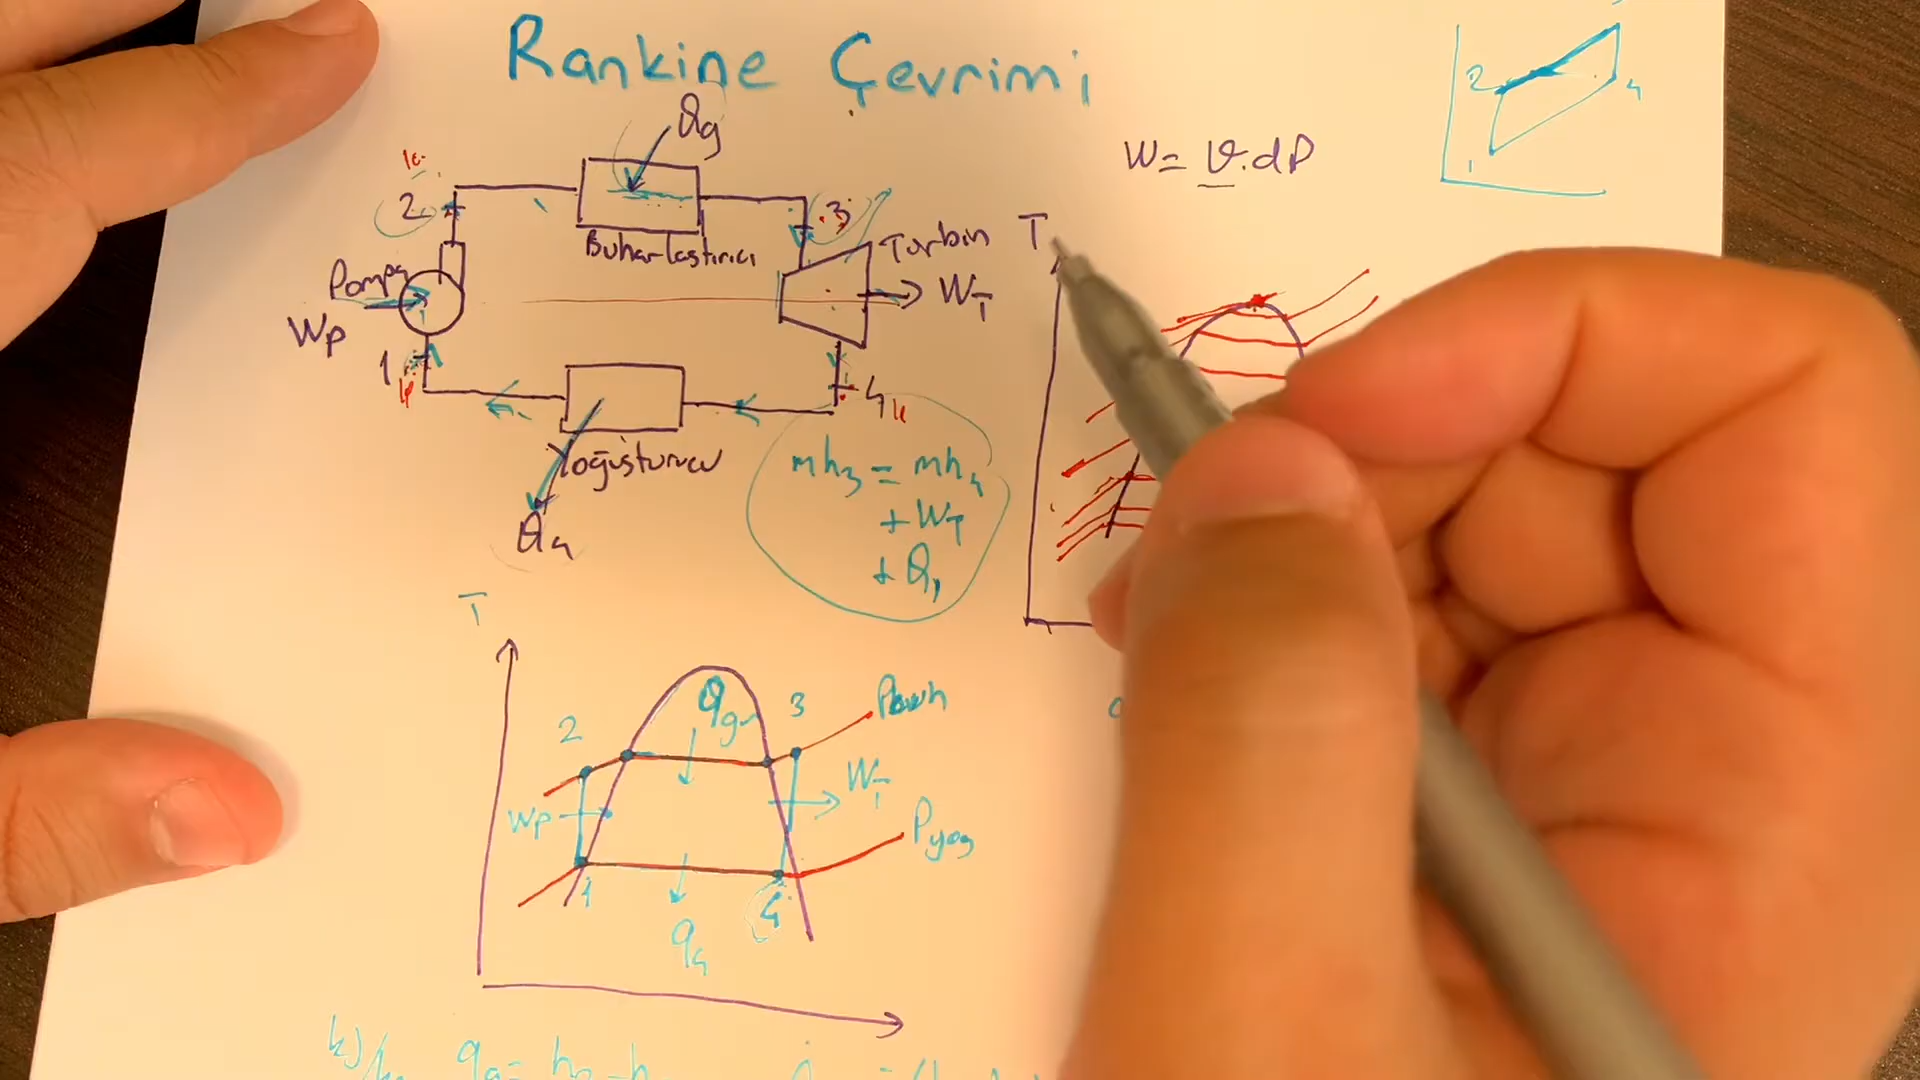 Rankine Çevrimi
Qg
2
3
4
1
W = ϑ.dP
2
3
Buharlaştırıcı
Turbin
WT
T
Pompa
Wp
1
4
Yoğuşturucu
Qç
mh3 = mh4
+ WT
+ Q1
T
2
qg
3
Pbuh
Wp
WT
Pyoğ
1
4
qç